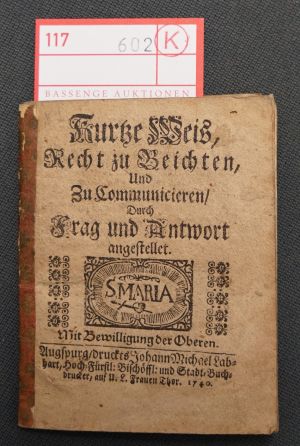 117
602 K
BASSENGE AUKTIONEN
Kurtze Weis,
Recht zu Beichten,
Und
Zu Communicieren/
Durch
Frag und Antwort
angestellet.
S. MARIA
Mit Bewilligung der Oberen.
Augspurg/druckts Johann Michael Lab-
hart, Hoch-Fürstl: Bischöffl: und Stadt-Buch-
drucker, auf U. L. Frauen Thor. 1740.